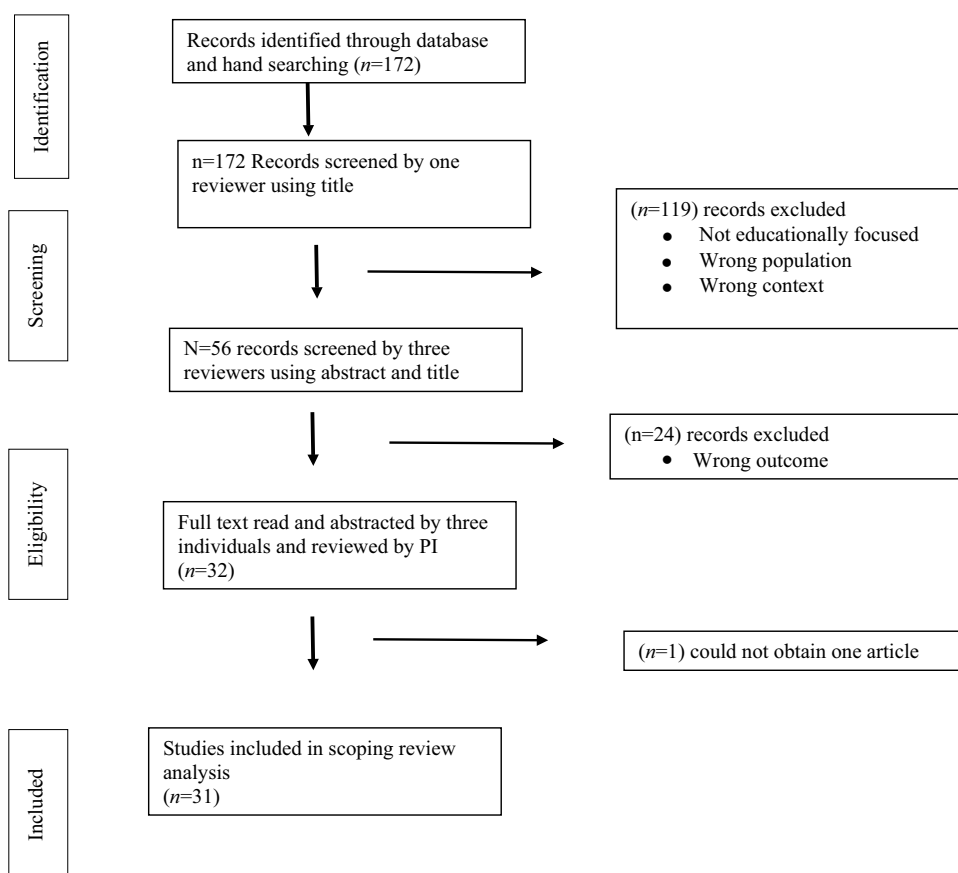 Identification
Records identified through database
and hand searching (n=172)
n=172 Records screened by one
reviewer using title
Screening
(n=119) records excluded
● Not educationally focused
● Wrong population
● Wrong context
N=56 records screened by three
reviewers using abstract and title
Eligibility
(n=24) records excluded
● Wrong outcome
Full text read and abstracted by three
individuals and reviewed by PI
(n=32)
(n=1) could not obtain one article
Included
Studies included in scoping review
analysis
(n=31)